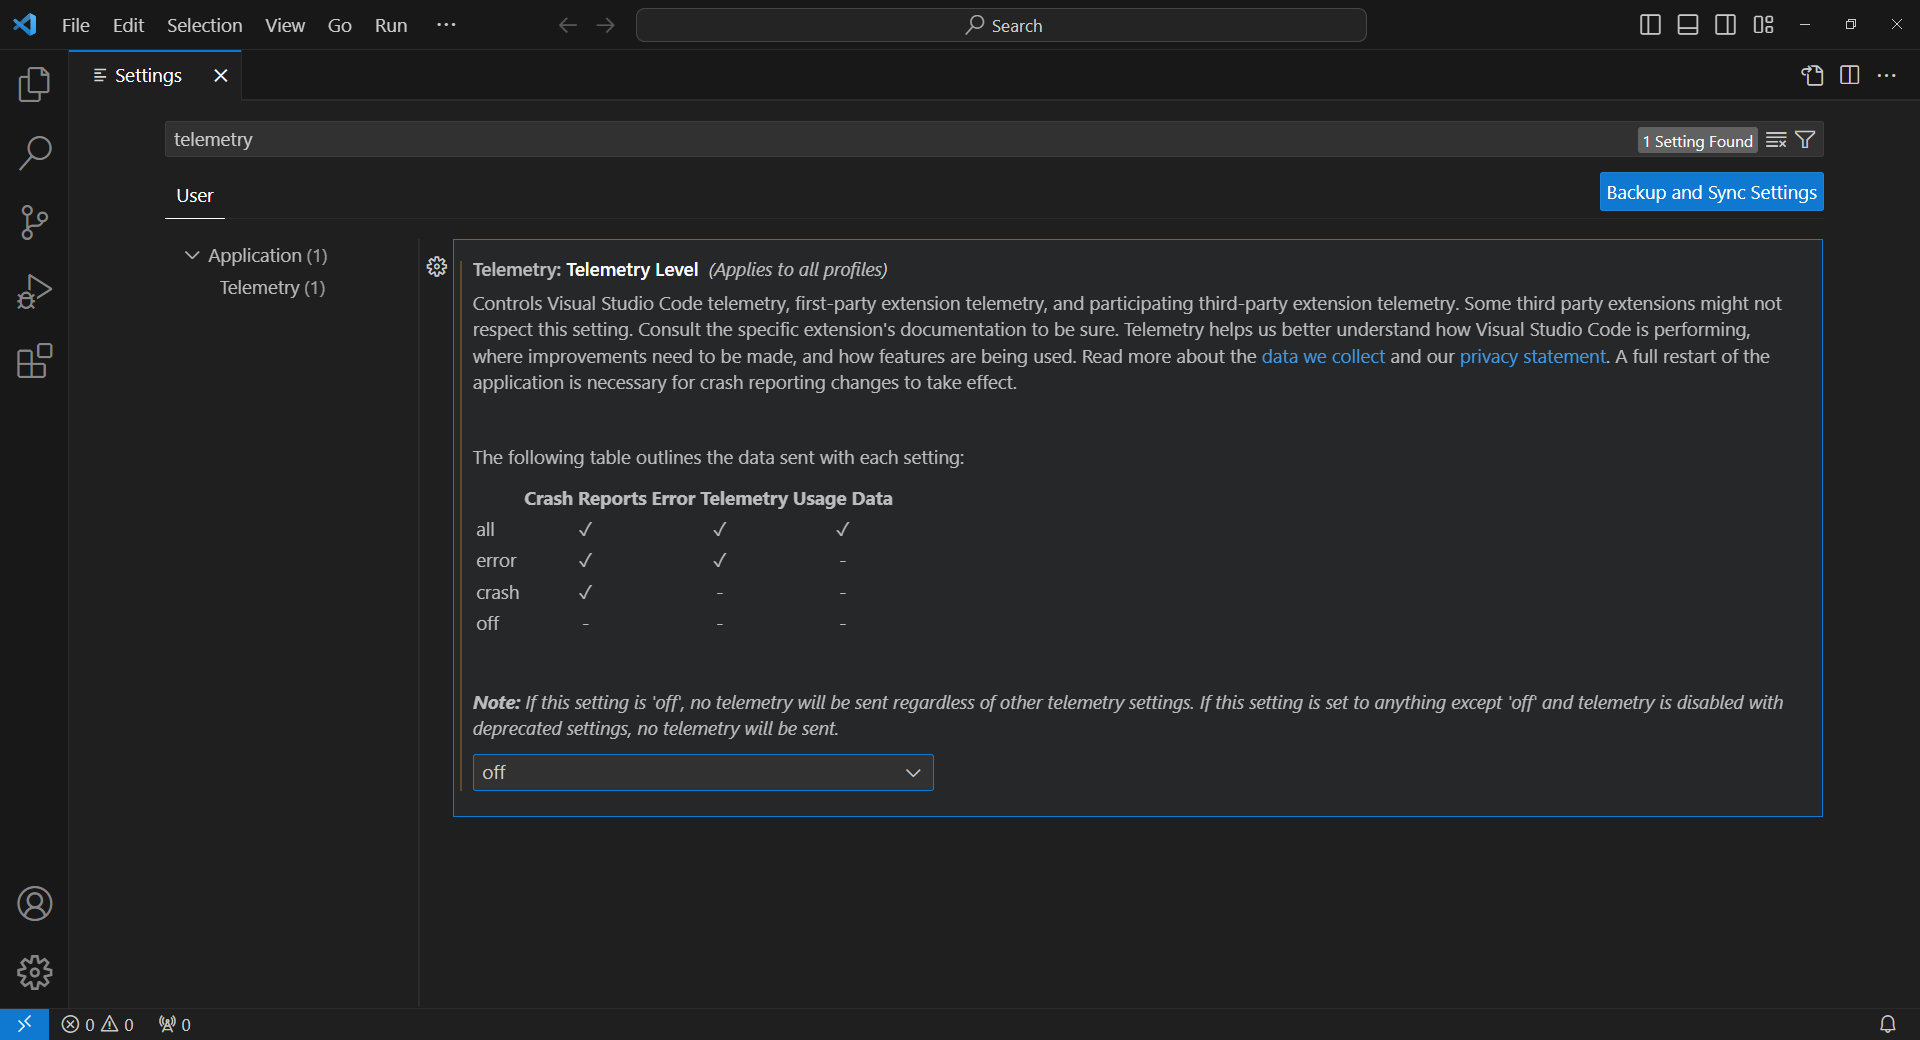 File Edit Selection View Go Run ···
Search
Settings
telemetry
1 Setting Found
User
Backup and Sync Settings
Application (1)
Telemetry (1)
Telemetry: Telemetry Level (Applies to all profiles)
Controls Visual Studio Code telemetry, first-party extension telemetry, and participating third-party extension telemetry. Some third party extensions might not
respect this setting. Consult the specific extension's documentation to be sure. Telemetry helps us better understand how Visual Studio Code is performing,
where improvements need to be made, and how features are being used. Read more about the data we collect and our privacy statement. A full restart of the
application is necessary for crash reporting changes to take effect.
The following table outlines the data sent with each setting:
Crash Reports Error Telemetry Usage Data
all ✓ ✓ ✓
error ✓ ✓ -
crash ✓ - -
off - - -
Note: If this setting is 'off', no telemetry will be sent regardless of other telemetry settings. If this setting is set to anything except 'off' and telemetry is disabled with
deprecated settings, no telemetry will be sent.
off
0 0 0